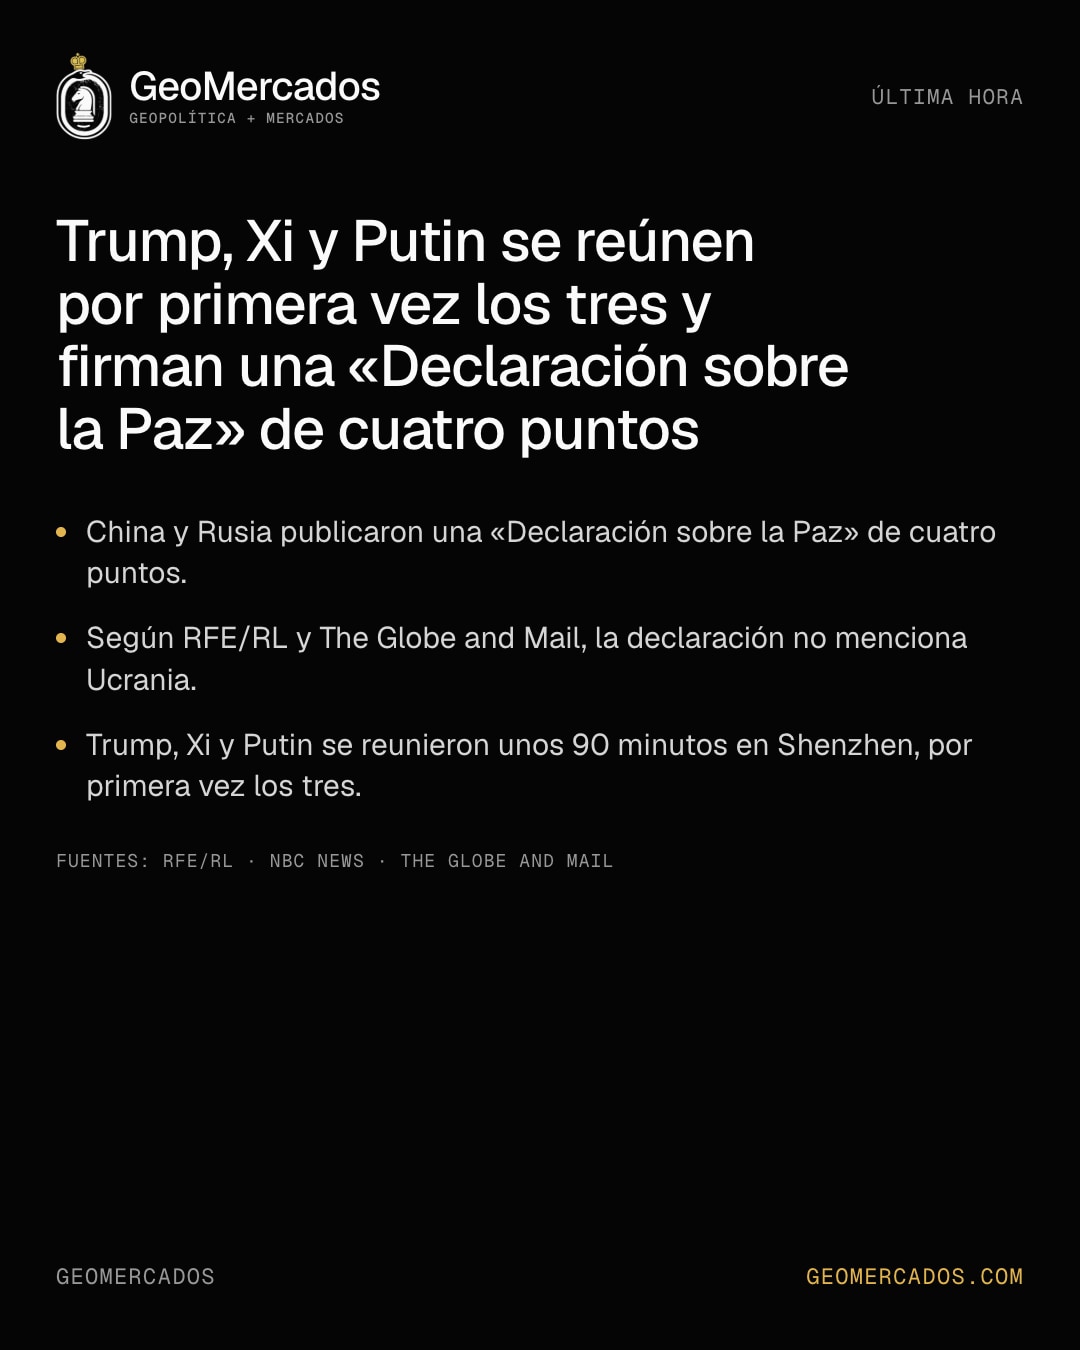 GeoMercados
GEOPOLÍTICA + MERCADOS
ÚLTIMA HORA
Trump, Xi y Putin se reúnen
por primera vez los tres y
firman una «Declaración sobre
la Paz» de cuatro puntos
• China y Rusia publicaron una «Declaración sobre la Paz» de cuatro
puntos.
• Según RFE/RL y The Globe and Mail, la declaración no menciona
Ucrania.
• Trump, Xi y Putin se reunieron unos 90 minutos en Shenzhen, por
primera vez los tres.
FUENTES: RFE/RL · NBC NEWS · THE GLOBE AND MAIL
GEOMERCADOS
GEOMERCADOS.COM